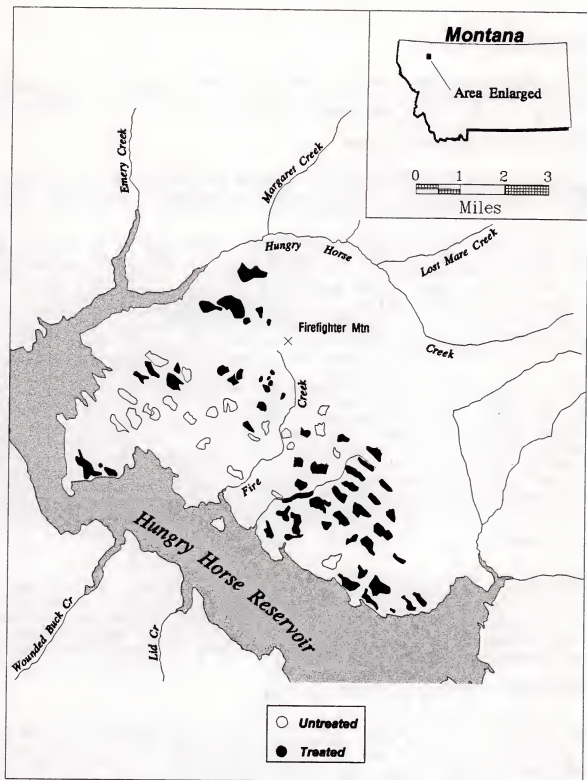 Montana
Area Enlarged
0 1 2 3
Miles
Emery Creek
Margaret Creek
Hungry Horse
Creek
Lost Mare Creek
Firefighter Mtn
Fire
Creek
Hungry Horse Reservoir
Wounded Buck Cr
Lid Cr
Untreated
Treated